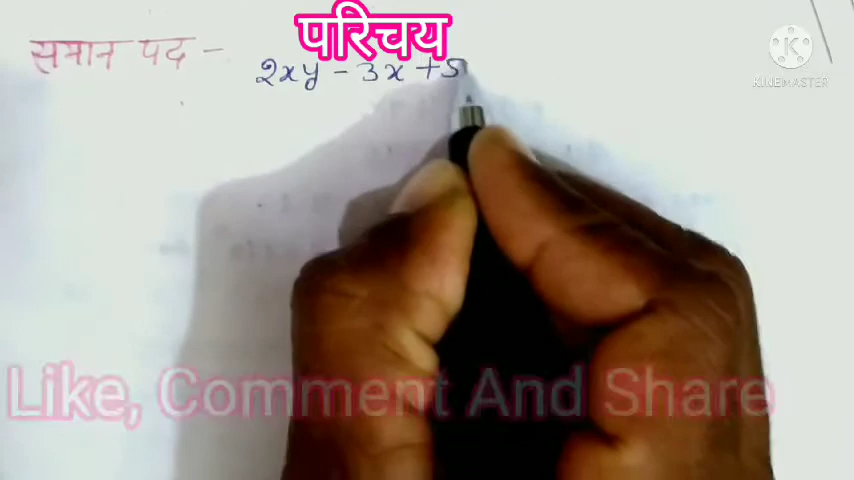 परिचय
समान पद -
2xy - 3x + 5
KINEMASTER
Like, Comment And Share